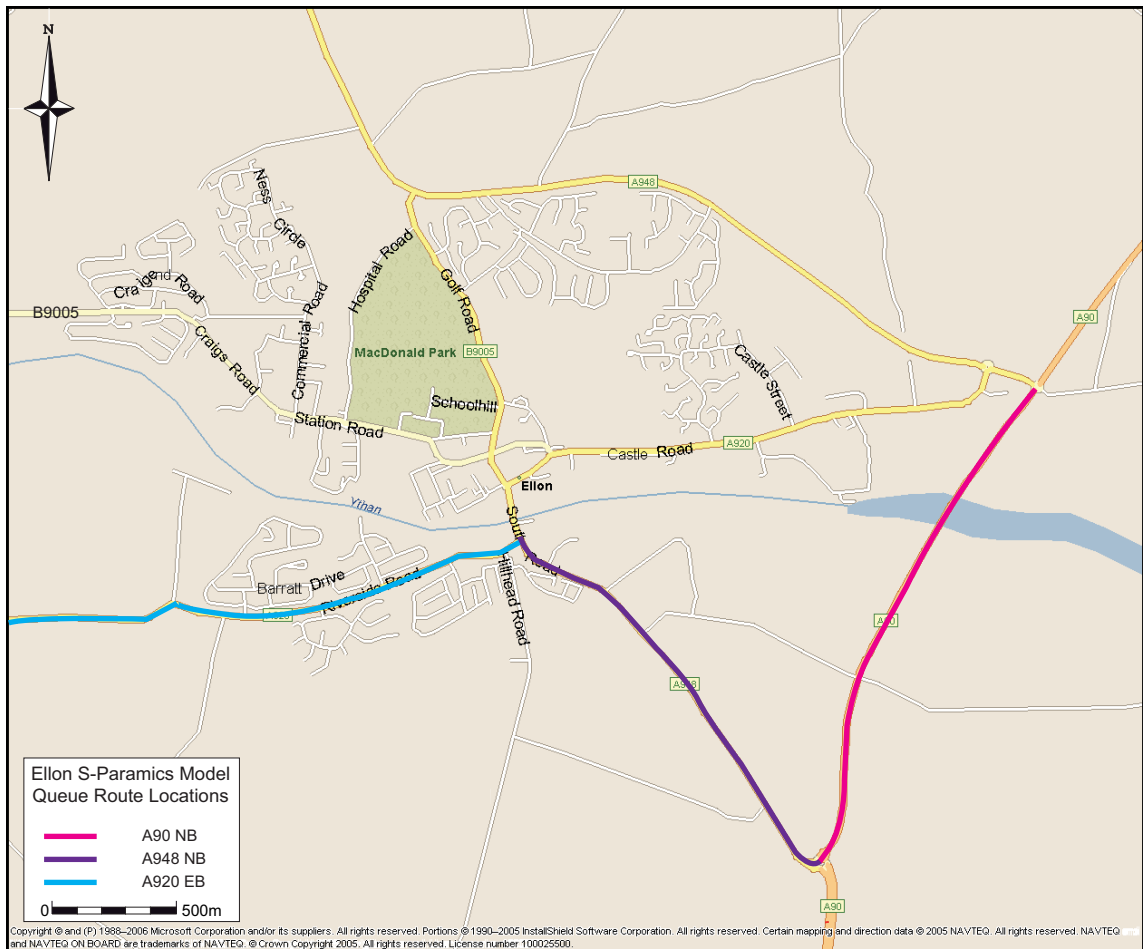 N
A948
Ness
Circle
Hospital Road
Golf Road
Craigend Road
B9005
A90
Commercial Road
Craigs Road
MacDonald Park
B9005
Castle Street
Schoolhill
Station Road
A920
Castle Road
Ellon
Ythan
South Road
Barratt Drive
Riverside Road
Hillhead Road
A920
A90
A948
Ellon S-Paramics Model
Queue Route Locations
A90 NB
A948 NB
A920 EB
0 500m
A90
Copyright © and (P) 1988–2006 Microsoft Corporation and/or its suppliers. All rights reserved. Portions © 1990–2005 InstallShield Software Corporation. All rights reserved. Certain mapping and direction data © 2005 NAVTEQ. All rights reserved. NAVTEQ
and NAVTEQ ON BOARD are trademarks of NAVTEQ. © Crown Copyright 2005. All rights reserved. License number 100025500.